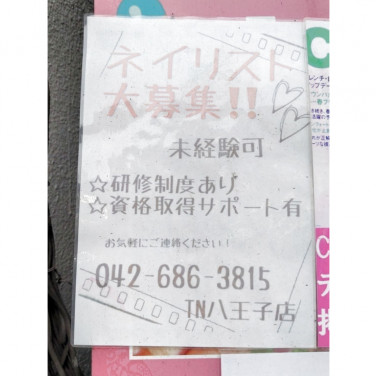 ネイリスト
大募集!!
未経験可
☆研修制度あり
☆資格取得サポート有
お気軽にご連絡ください!
042-686-3815
TN八王子店